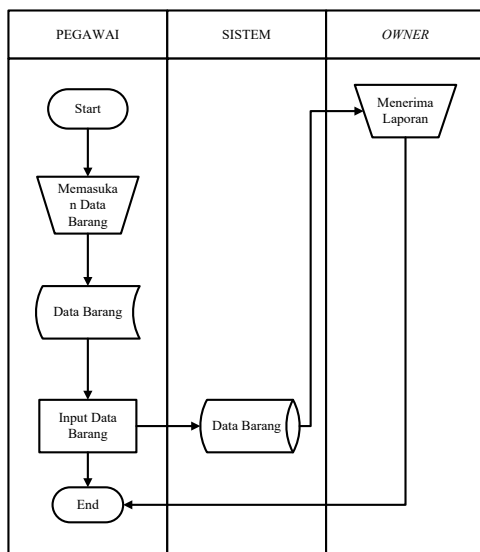 PEGAWAI
SISTEM
OWNER
Start
Memasuka
n Data
Barang
Data Barang
Input Data
Barang
End
Data Barang
Menerima
Laporan